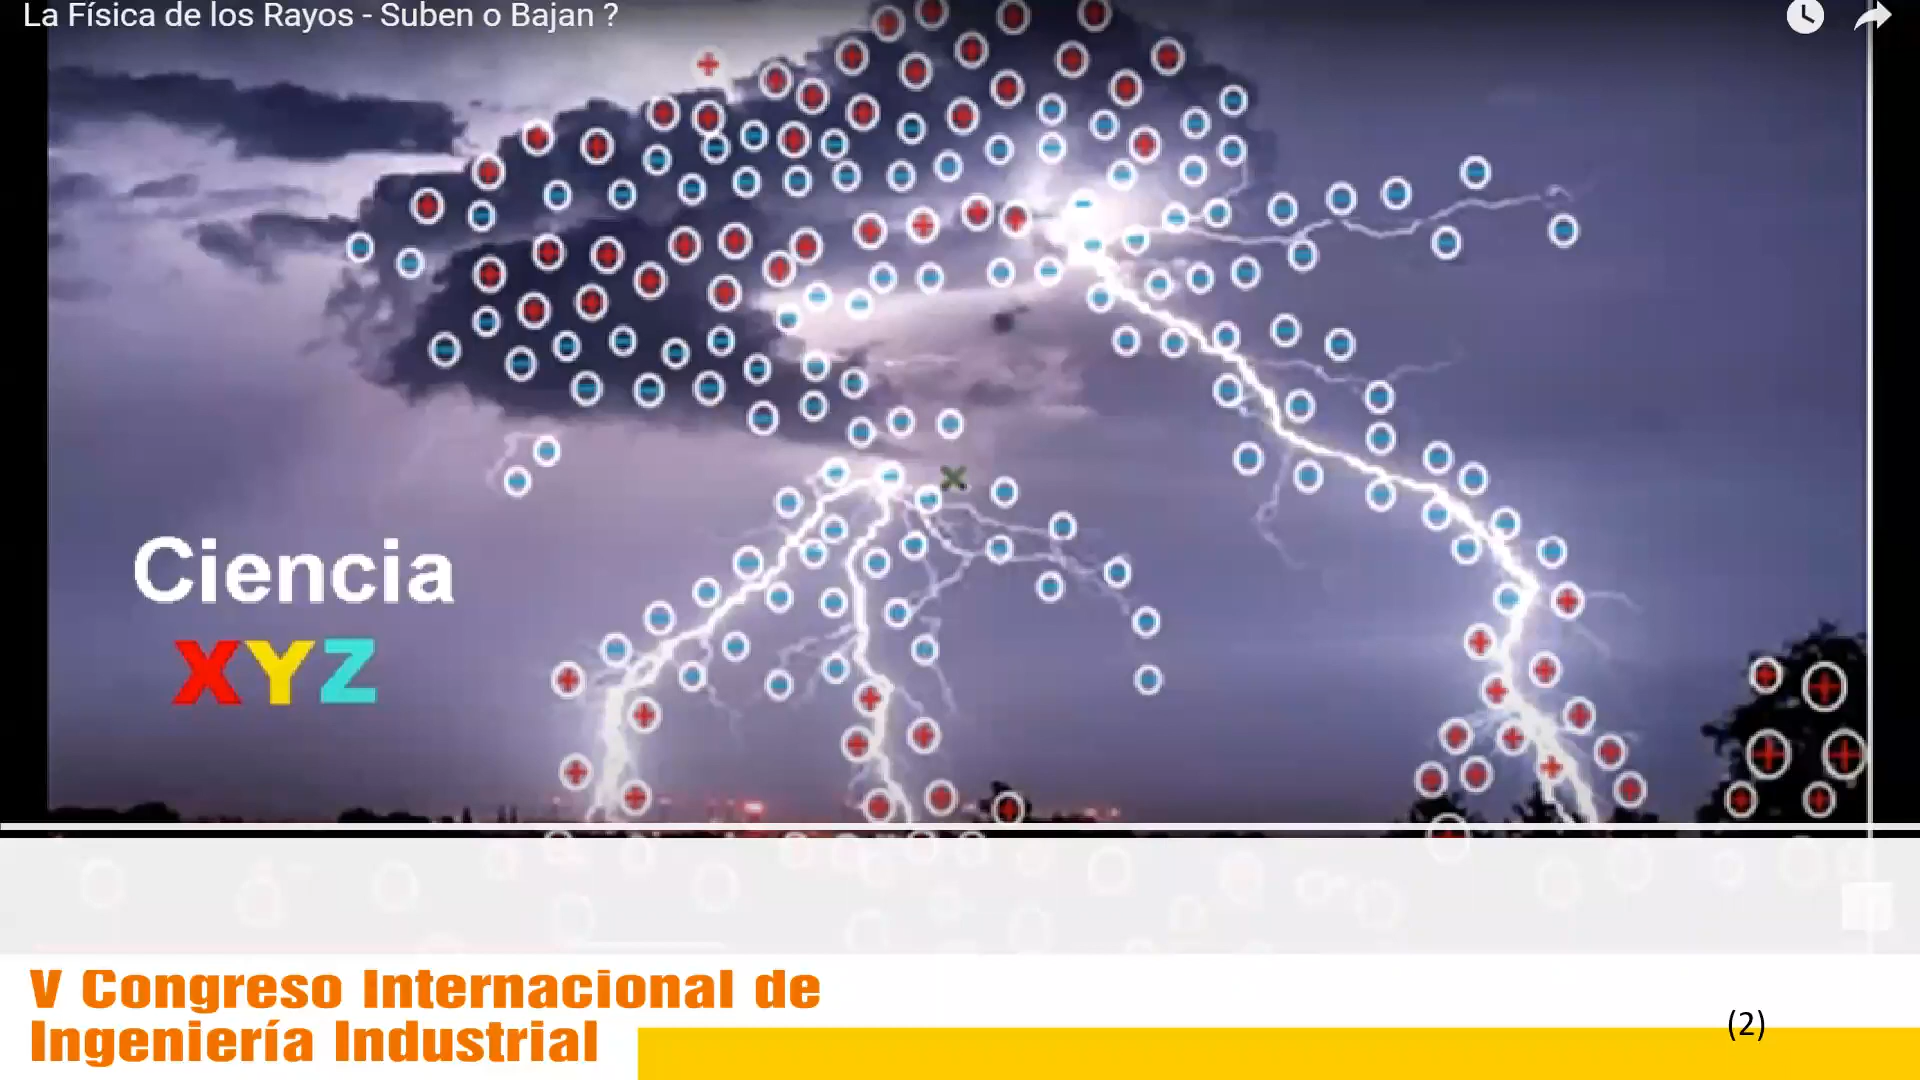 La Física de los Rayos - Suben o Bajan ?
Ciencia
XYZ
V Congreso Internacional de
Ingeniería Industrial
(2)